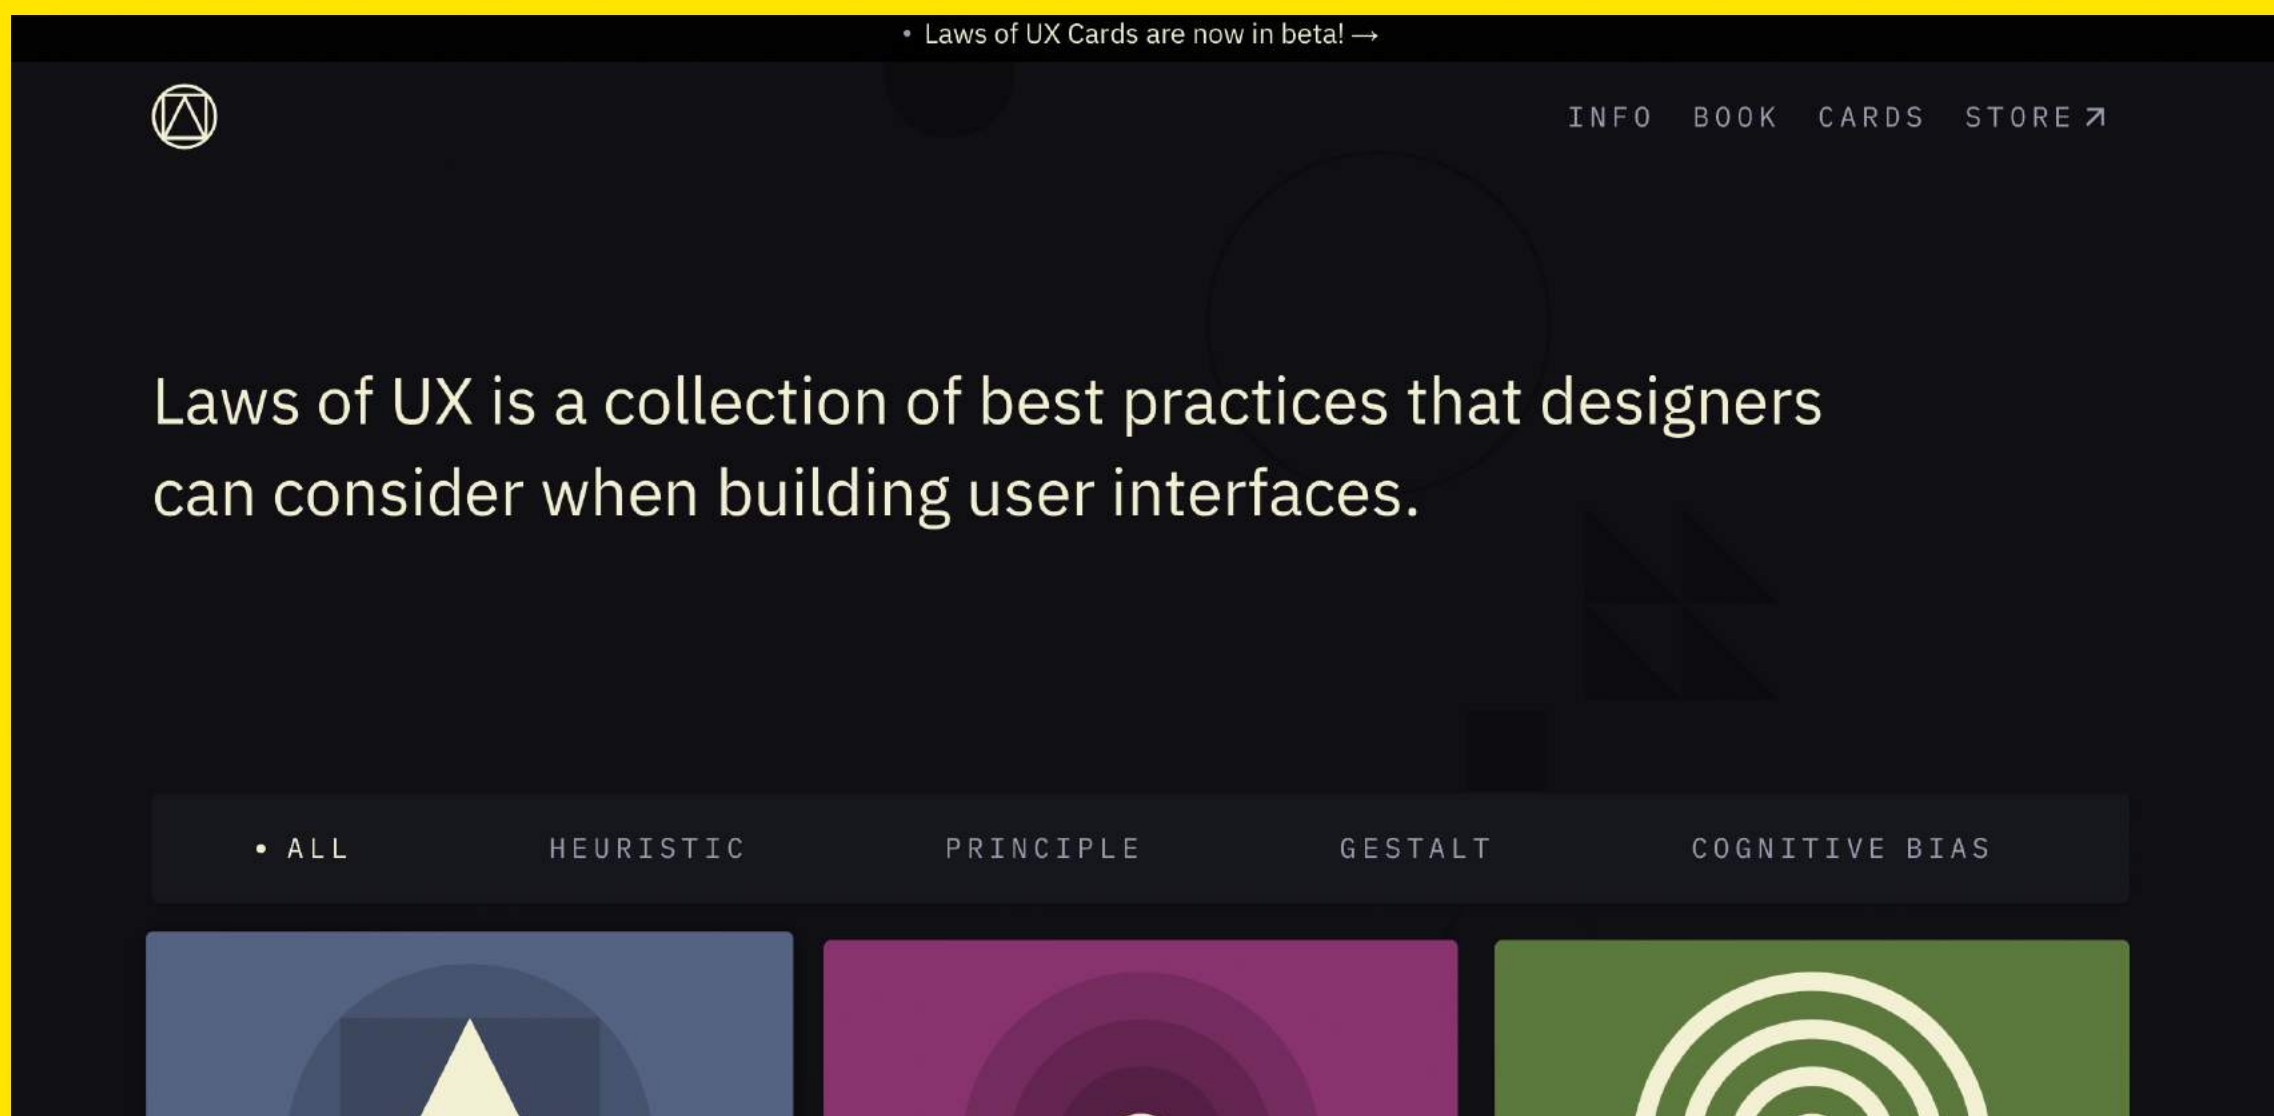 • Laws of UX Cards are now in beta! →
INFO BOOK CARDS STORE ↗
Laws of UX is a collection of best practices that designers
can consider when building user interfaces.
• ALL HEURISTIC PRINCIPLE GESTALT COGNITIVE BIAS